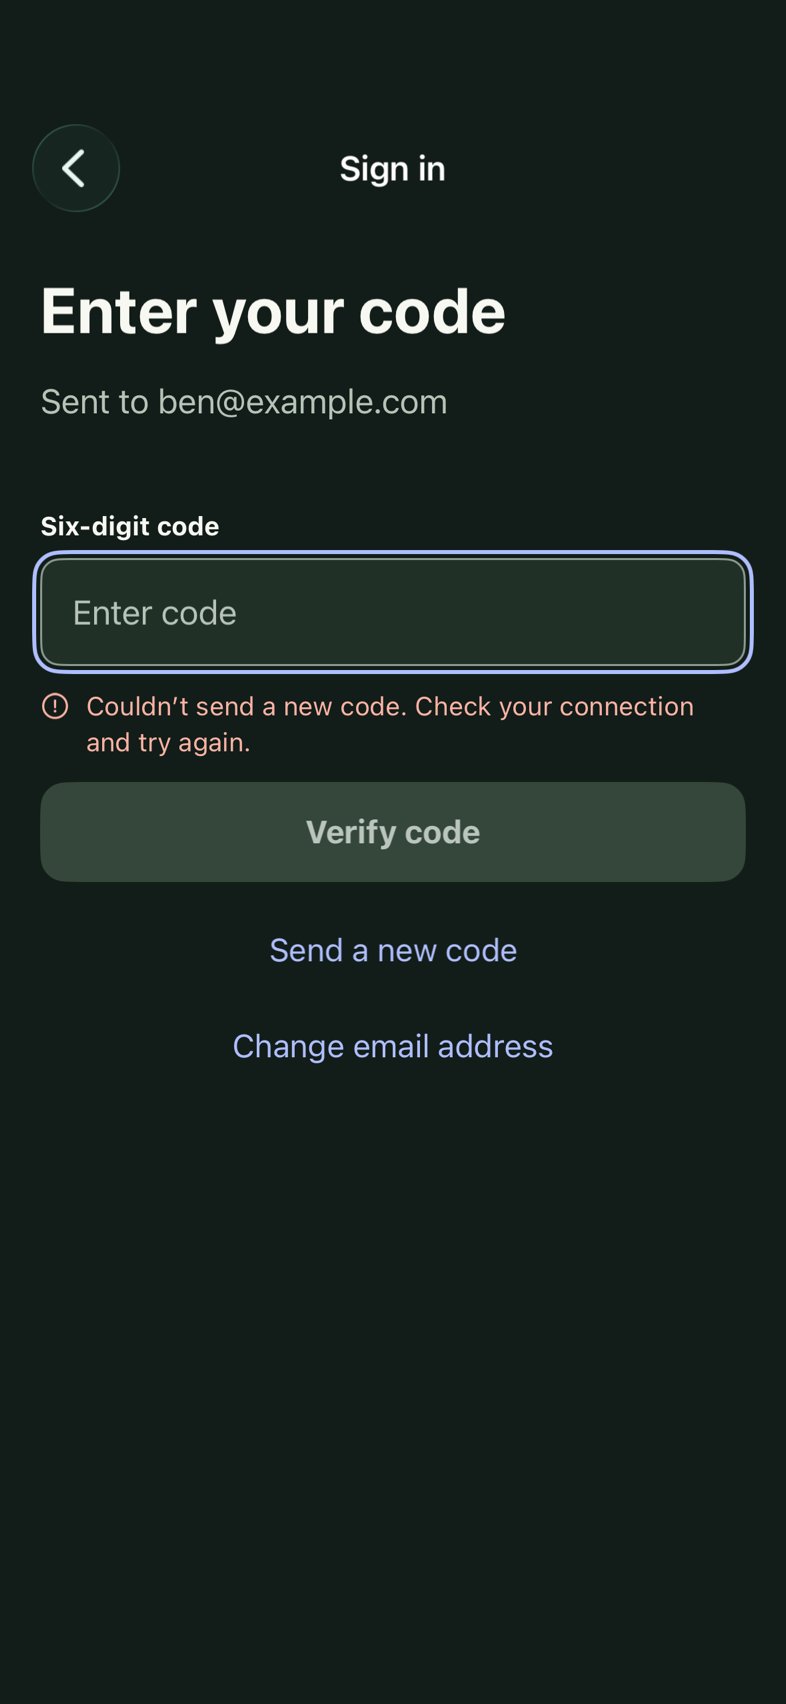 Sign in
Enter your code
Sent to ben@example.com
Six-digit code
Enter code
Couldn’t send a new code. Check your connection
and try again.
Verify code
Send a new code
Change email address